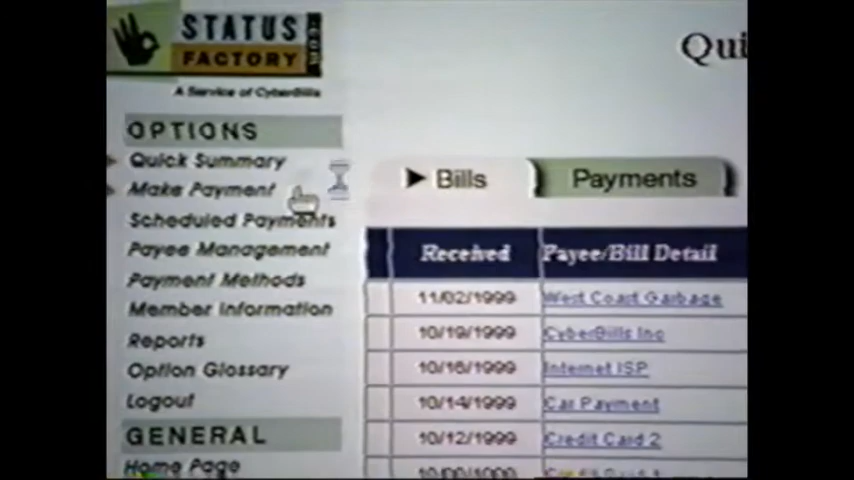 STATUS
.COM
FACTORY
A Service of CyberBills
Qui
OPTIONS
Quick Summary
Make Payment
Scheduled Payments
Payee Management
Payment Methods
Member Information
Reports
Option Glossary
Logout
GENERAL
Home Page
Bills
Payments
Received
Payee/Bill Detail
11/02/1999
West Coast Garbage
10/19/1999
CyberBills Inc
10/16/1999
Internet ISP
10/14/1999
Car Payment
10/12/1999
Credit Card 2